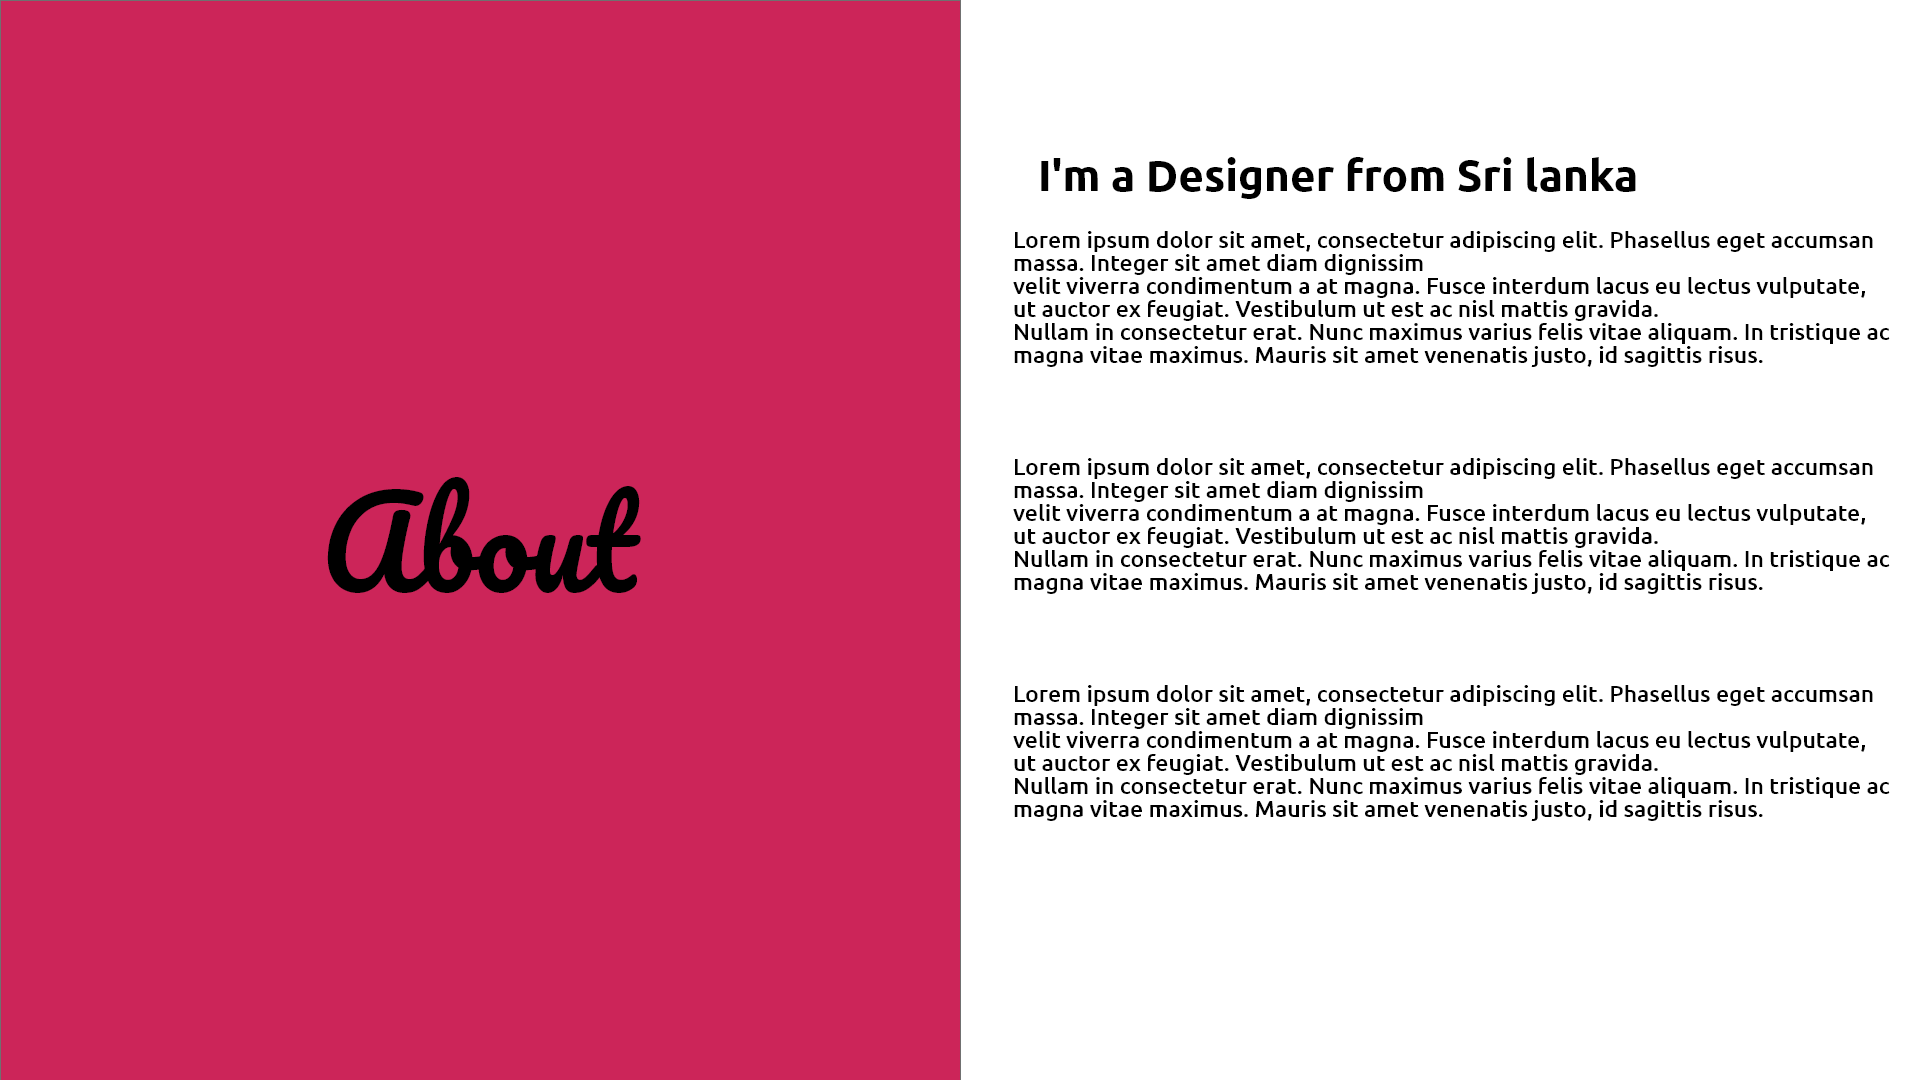 About
I'm a Designer from Sri lanka
Lorem ipsum dolor sit amet, consectetur adipiscing elit. Phasellus eget accumsan
massa. Integer sit amet diam dignissim
velit viverra condimentum a at magna. Fusce interdum lacus eu lectus vulputate,
ut auctor ex feugiat. Vestibulum ut est ac nisl mattis gravida.
Nullam in consectetur erat. Nunc maximus varius felis vitae aliquam. In tristique ac
magna vitae maximus. Mauris sit amet venenatis justo, id sagittis risus.
Lorem ipsum dolor sit amet, consectetur adipiscing elit. Phasellus eget accumsan
massa. Integer sit amet diam dignissim
velit viverra condimentum a at magna. Fusce interdum lacus eu lectus vulputate,
ut auctor ex feugiat. Vestibulum ut est ac nisl mattis gravida.
Nullam in consectetur erat. Nunc maximus varius felis vitae aliquam. In tristique ac
magna vitae maximus. Mauris sit amet venenatis justo, id sagittis risus.
Lorem ipsum dolor sit amet, consectetur adipiscing elit. Phasellus eget accumsan
massa. Integer sit amet diam dignissim
velit viverra condimentum a at magna. Fusce interdum lacus eu lectus vulputate,
ut auctor ex feugiat. Vestibulum ut est ac nisl mattis gravida.
Nullam in consectetur erat. Nunc maximus varius felis vitae aliquam. In tristique ac
magna vitae maximus. Mauris sit amet venenatis justo, id sagittis risus.